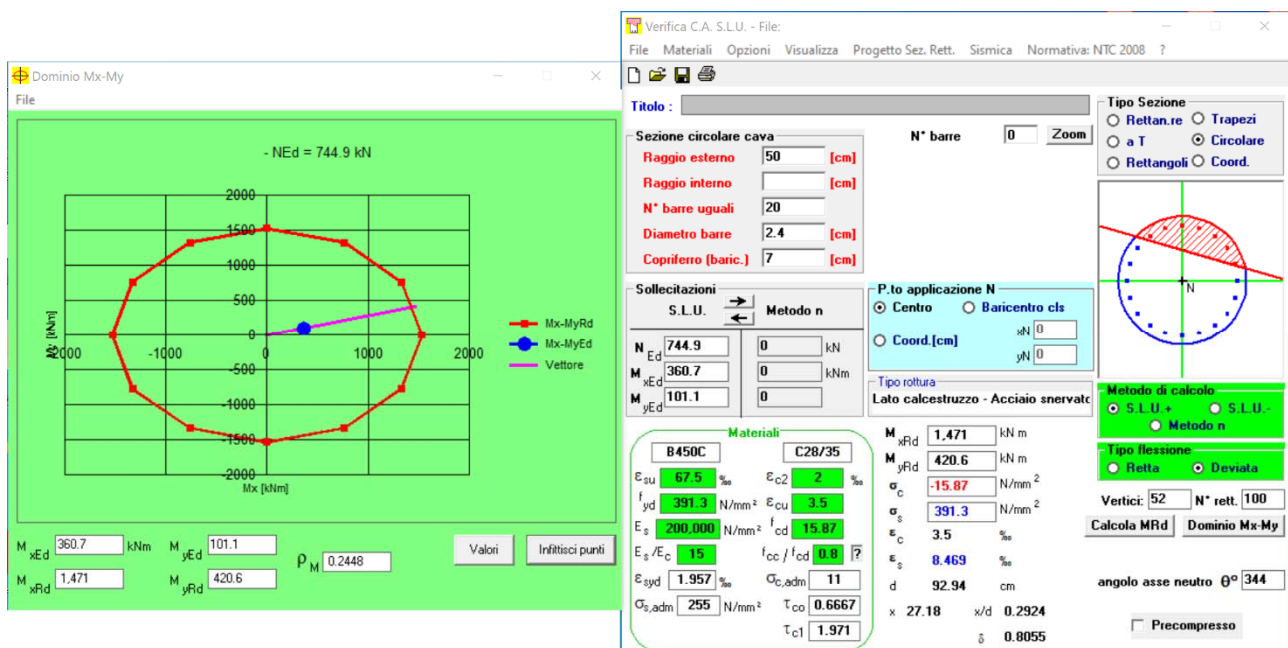 Dominio Mx-My
File
- NEd = 744.9 kN
2000
1500
1000
500
0
-500
-1000
-1500
-2000
-2000 -1000 0 1000 2000
My [kNm]
Mx [kNm]
Mx-MyRd
Mx-MyEd
Vettore
M xEd 360.7 kNm M yEd 101.1
M xRd 1,471 M yRd 420.6
ρ M 0.2448
Valori Infittisci punti
Verifica C.A. S.L.U. - File:
File Materiali Opzioni Visualizza Progetto Sez. Rett. Sismica Normativa: NTC 2008 ?
Titolo :
Sezione circolare cava
Raggio esterno 50 [cm]
Raggio interno [cm]
N° barre uguali 20
Diametro barre 2.4 [cm]
Copriferro (baric.) 7 [cm]
N° barre 0 Zoom
Tipo Sezione
Rettan.re Trapezi
a T Circolare
Rettangoli Coord.
N
Sollecitazioni
S.L.U. Metodo n
N Ed 744.9 0 kN
M xEd 360.7 0 kNm
M yEd 101.1 0
P.to applicazione N
Centro Baricentro cls
Coord.[cm] xN 0
yN 0
Tipo rottura
Lato calcestruzzo - Acciaio snervato
Metodo di calcolo
S.L.U.+ S.L.U.-
Metodo n
Tipo flessione
Retta Deviata
Vertici: 52 N° rett. 100
Calcola MRd Dominio Mx-My
angolo asse neutro θ° 344
Precompresso
Materiali
B450C C28/35
εsu 67.5 ‰ εc2 2 ‰
fyd 391.3 N/mm² εcu 3.5
Es 200,000 N/mm² fcd 15.87
Es/Ec 15 fcc / fcd 0.8 ?
εsyd 1.957 ‰ σc,adm 11
σs,adm 255 N/mm² τco 0.6667
τc1 1.971
M xRd 1,471 kN m
M yRd 420.6 kN m
σc -15.87 N/mm²
σs 391.3 N/mm²
εc 3.5 ‰
εs 8.469 ‰
d 92.94 cm
x 27.18 x/d 0.2924
δ 0.8055